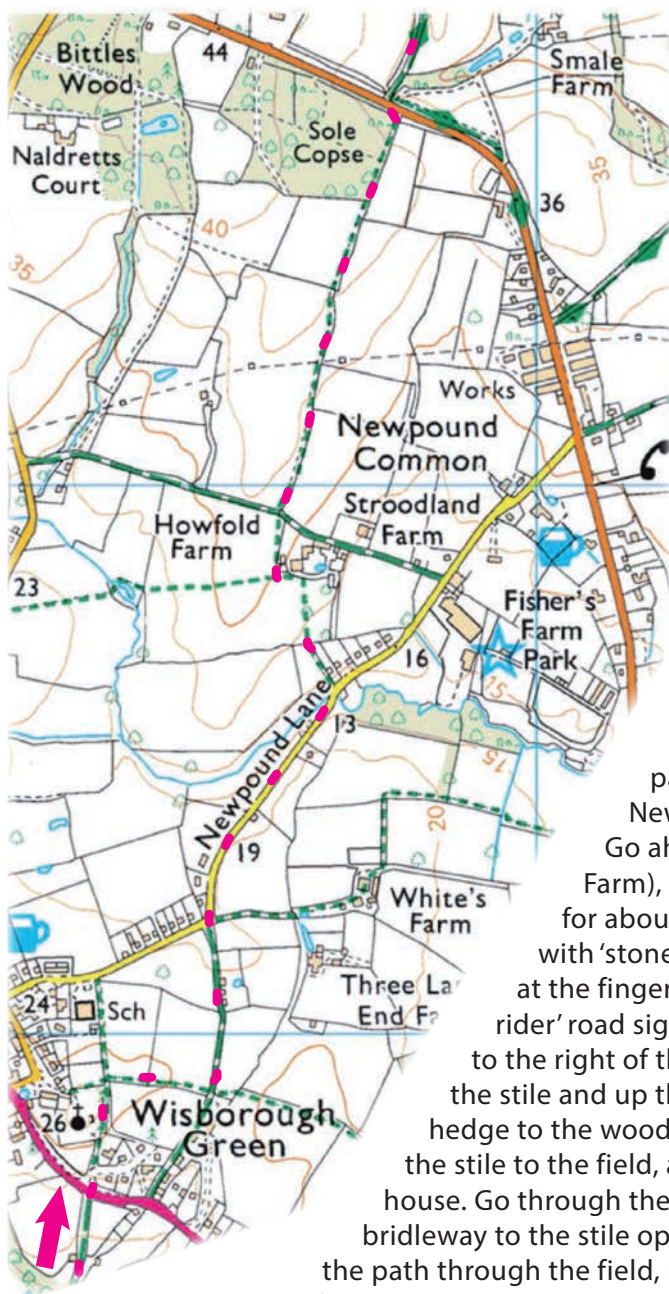 Bittles
Wood
44
Smale
Farm
Sole
Copse
Naldretts
Court
36
35
40
35
Works
Newpound
Common
Howfold
Farm
Stroodland
Farm
23
Fisher's
Farm
Park
16
15
Newpound Lane
13
15
20
19
White's
Farm
Three La
End Fa
24
Sch
26
Wisborough
Green
pa
New
Go ah
Farm),
for about
with ‘stone
at the finger
rider’ road sig
to the right of th
the stile and up th
hedge to the wood
the stile to the field, a
house. Go through the
bridleway to the stile op
the path through the field,